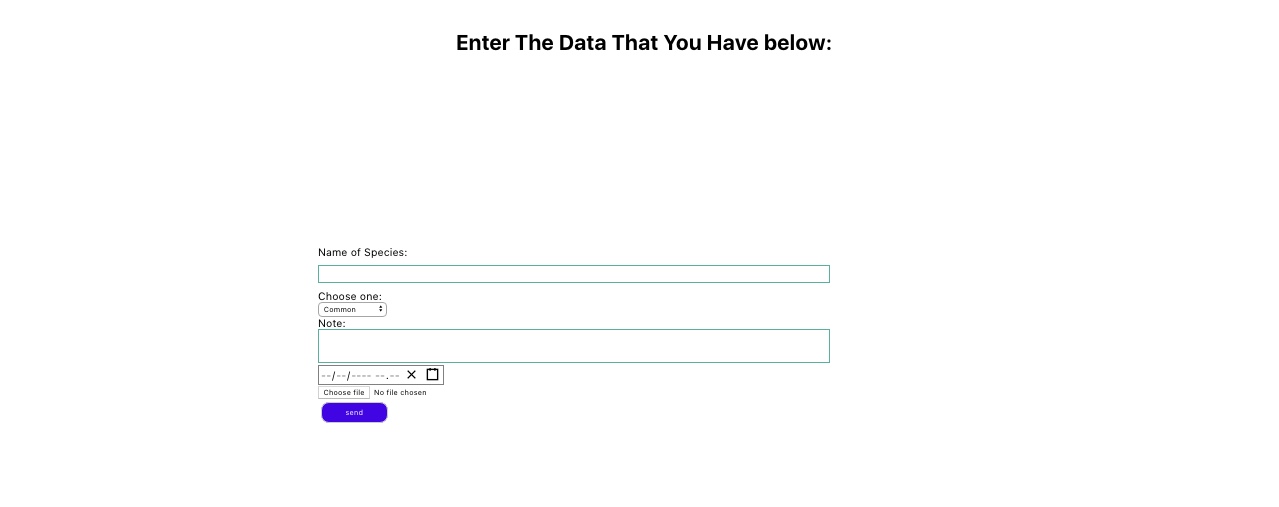 Enter The Data That You Have below:
Name of Species:
Choose one:
Common
Note:
--/--/---- --.--
Choose file No file chosen
send